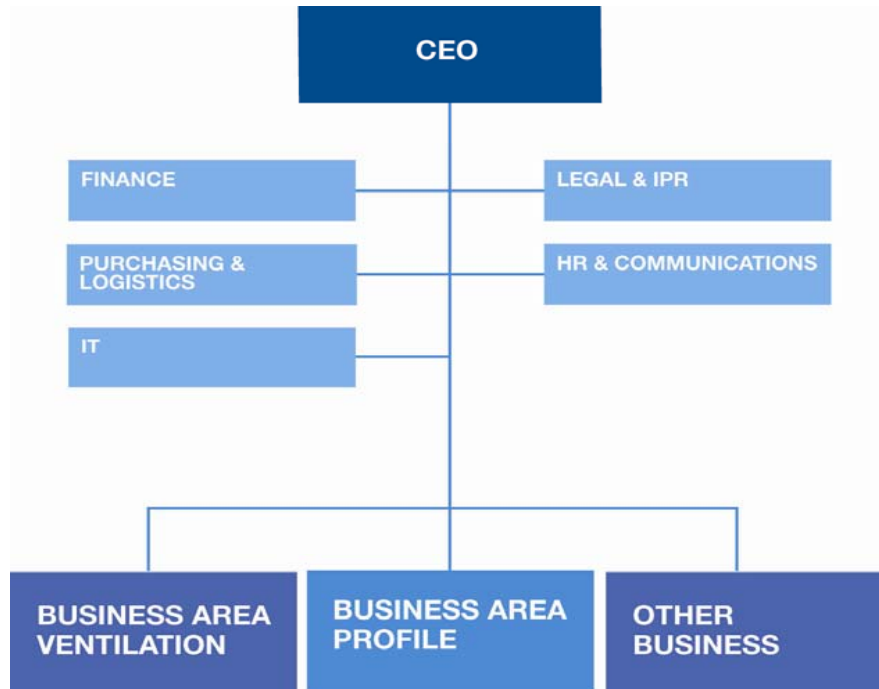 CEO
FINANCE
LEGAL & IPR
PURCHASING &
LOGISTICS
HR & COMMUNICATIONS
IT
BUSINESS AREA
VENTILATION
BUSINESS AREA
PROFILE
OTHER
BUSINESS